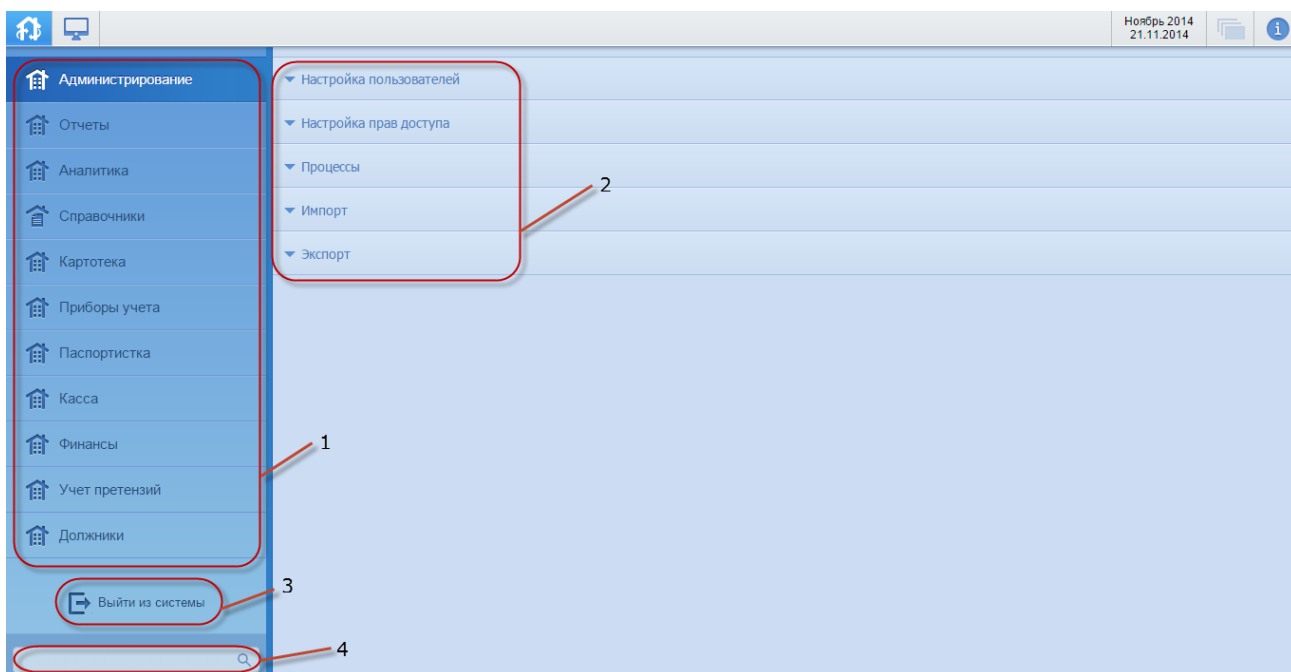 Ноябрь 2014
21.11.2014
i
Администрирование
Отчеты
Аналитика
Справочники
Картотека
Приборы учета
Паспортистка
Касса
Финансы
Учет претензий
Должники
Выйти из системы
Настройка пользователей
Настройка прав доступа
Процессы
Импорт
Экспорт
2
1
3
4